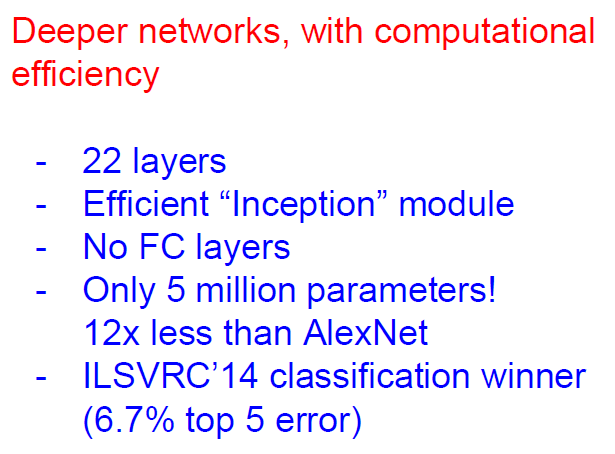 Deeper networks, with computational
efficiency
- 22 layers
- Efficient “Inception” module
- No FC layers
- Only 5 million parameters!
12x less than AlexNet
- ILSVRC’14 classification winner
(6.7% top 5 error)